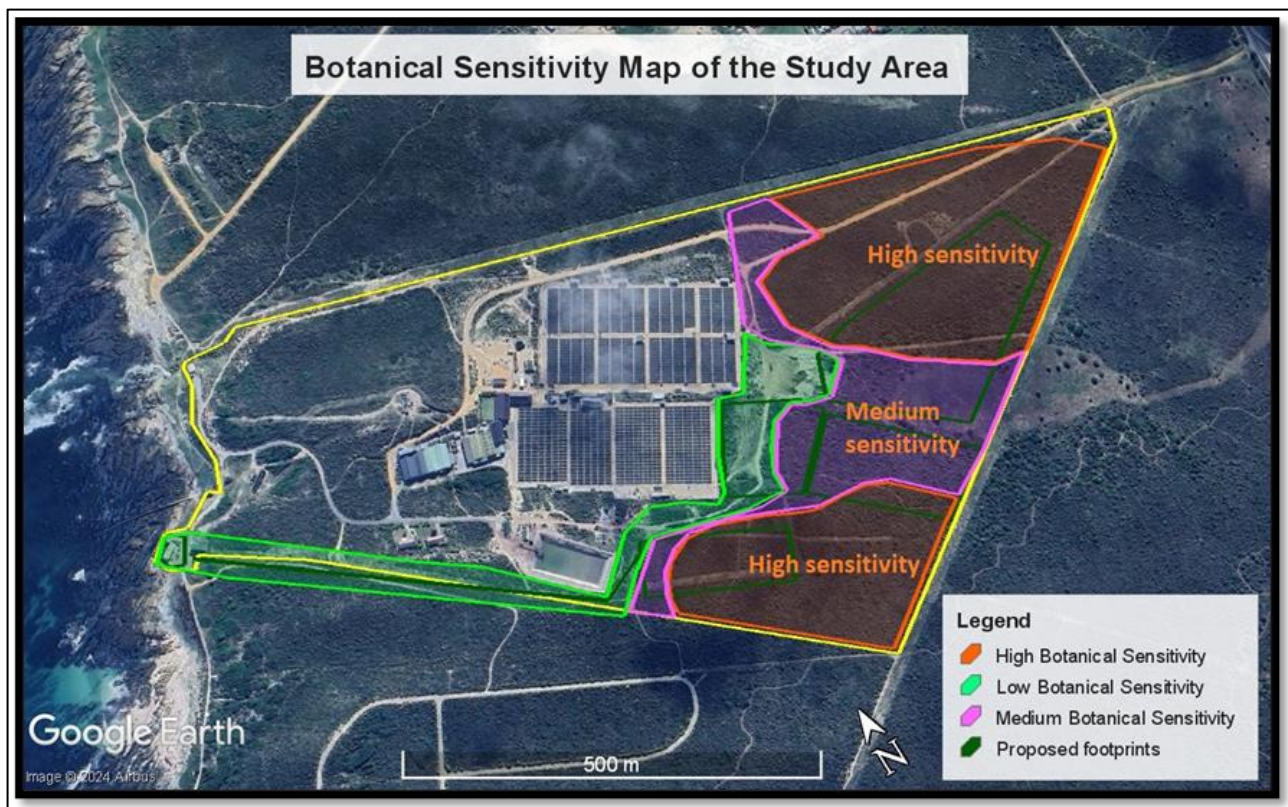 Botanical Sensitivity Map of the Study Area
High sensitivity
Medium
sensitivity
High sensitivity
Legend
High Botanical Sensitivity
Low Botanical Sensitivity
Medium Botanical Sensitivity
Proposed footprints
Google Earth
Image © 2024 Airbus
500 m
N